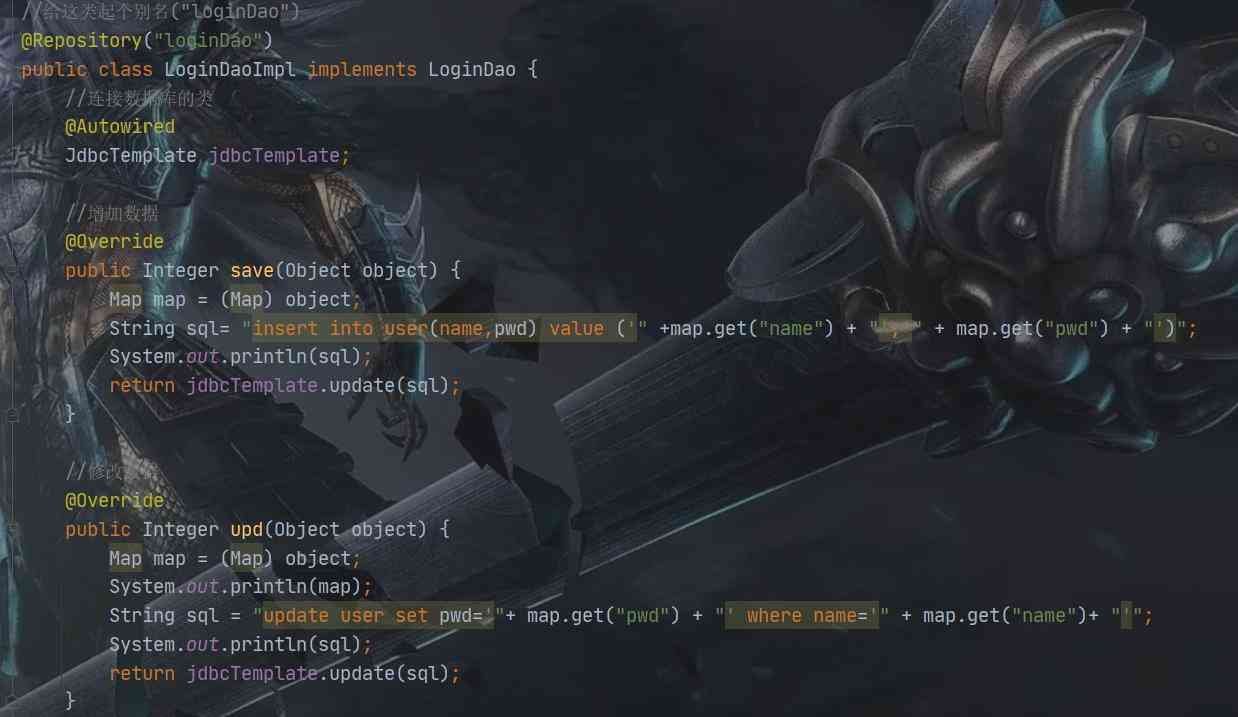 //给这类起个别名("loginDao")
@Repository("loginDao")
public class LoginDaoImpl implements LoginDao {
//连接数据库的类
@Autowired
JdbcTemplate jdbcTemplate;
//增加数据
@Override
public Integer save(Object object) {
Map map = (Map) object;
String sql= "insert into user(name,pwd) value ('" +map.get("name") + "','" + map.get("pwd") + "')";
System.out.println(sql);
return jdbcTemplate.update(sql);
}
//修改数据
@Override
public Integer upd(Object object) {
Map map = (Map) object;
System.out.println(map);
String sql = "update user set pwd='"+ map.get("pwd") + "' where name='" + map.get("name")+ "'";
System.out.println(sql);
return jdbcTemplate.update(sql);
}